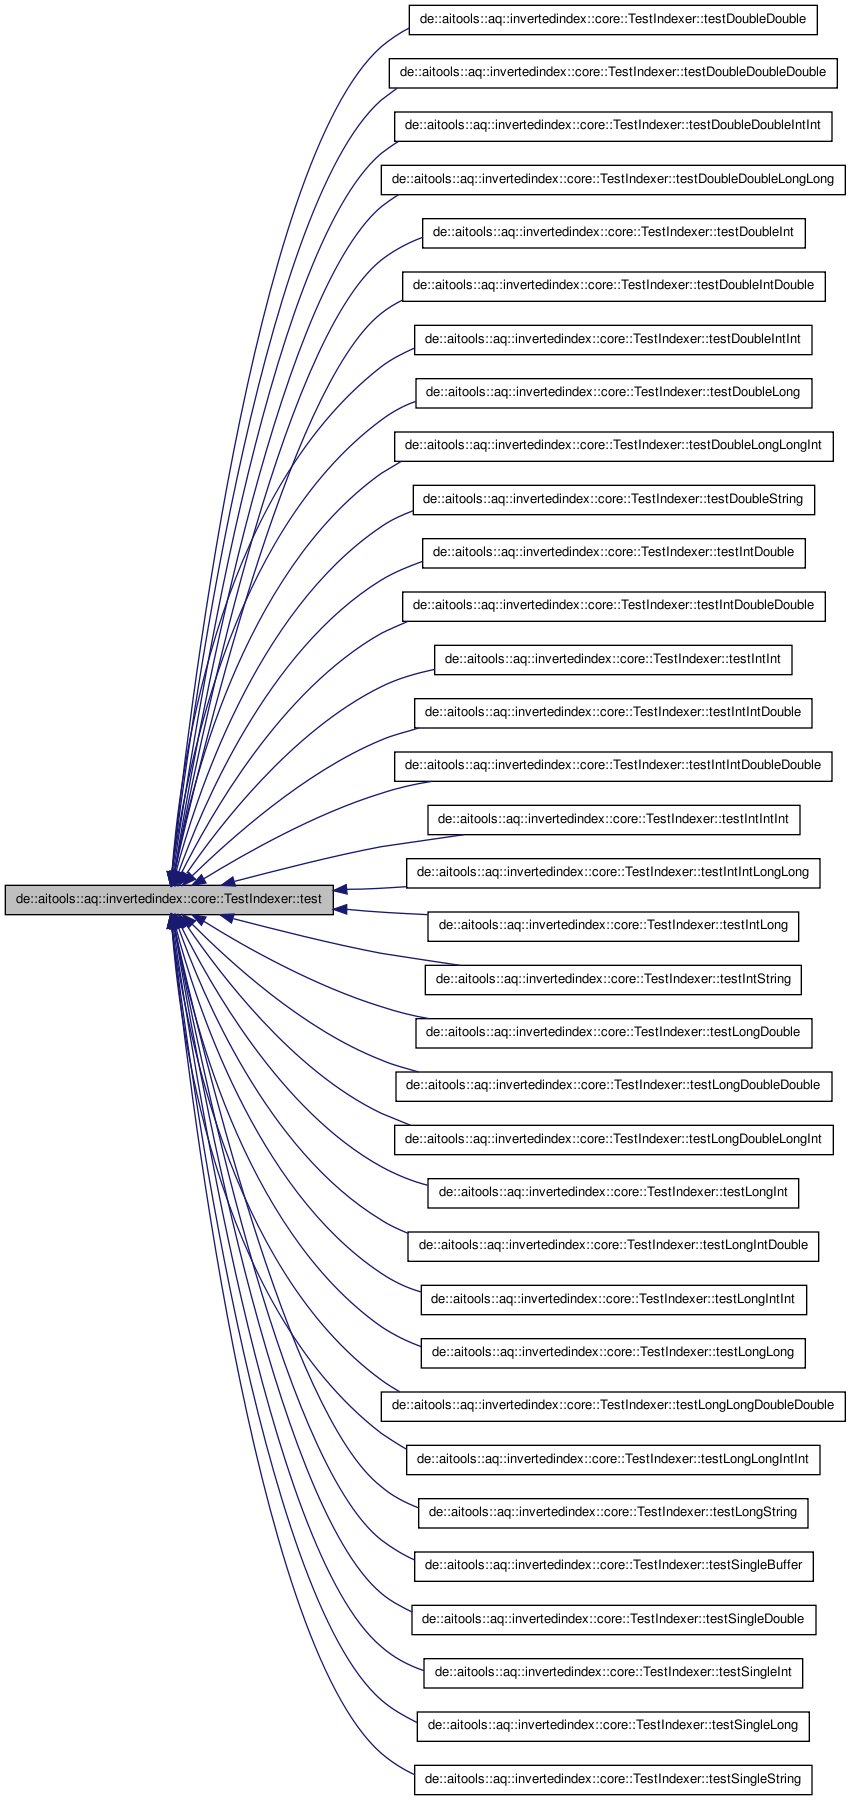 de::aitools::aq::invertedindex::core::TestIndexer::testDoubleDouble
de::aitools::aq::invertedindex::core::TestIndexer::testDoubleDoubleDouble
de::aitools::aq::invertedindex::core::TestIndexer::testDoubleDoubleIntInt
de::aitools::aq::invertedindex::core::TestIndexer::testDoubleDoubleLongLong
de::aitools::aq::invertedindex::core::TestIndexer::testDoubleInt
de::aitools::aq::invertedindex::core::TestIndexer::testDoubleIntDouble
de::aitools::aq::invertedindex::core::TestIndexer::testDoubleIntInt
de::aitools::aq::invertedindex::core::TestIndexer::testDoubleLong
de::aitools::aq::invertedindex::core::TestIndexer::testDoubleLongLongInt
de::aitools::aq::invertedindex::core::TestIndexer::testDoubleString
de::aitools::aq::invertedindex::core::TestIndexer::testIntDouble
de::aitools::aq::invertedindex::core::TestIndexer::testIntDoubleDouble
de::aitools::aq::invertedindex::core::TestIndexer::testIntInt
de::aitools::aq::invertedindex::core::TestIndexer::testIntIntDouble
de::aitools::aq::invertedindex::core::TestIndexer::testIntIntDoubleDouble
de::aitools::aq::invertedindex::core::TestIndexer::testIntIntInt
de::aitools::aq::invertedindex::core::TestIndexer::testIntIntLongLong
de::aitools::aq::invertedindex::core::TestIndexer::test
de::aitools::aq::invertedindex::core::TestIndexer::testIntLong
de::aitools::aq::invertedindex::core::TestIndexer::testIntString
de::aitools::aq::invertedindex::core::TestIndexer::testLongDouble
de::aitools::aq::invertedindex::core::TestIndexer::testLongDoubleDouble
de::aitools::aq::invertedindex::core::TestIndexer::testLongDoubleLongInt
de::aitools::aq::invertedindex::core::TestIndexer::testLongInt
de::aitools::aq::invertedindex::core::TestIndexer::testLongIntDouble
de::aitools::aq::invertedindex::core::TestIndexer::testLongIntInt
de::aitools::aq::invertedindex::core::TestIndexer::testLongLong
de::aitools::aq::invertedindex::core::TestIndexer::testLongLongDoubleDouble
de::aitools::aq::invertedindex::core::TestIndexer::testLongLongIntInt
de::aitools::aq::invertedindex::core::TestIndexer::testLongString
de::aitools::aq::invertedindex::core::TestIndexer::testSingleBuffer
de::aitools::aq::invertedindex::core::TestIndexer::testSingleDouble
de::aitools::aq::invertedindex::core::TestIndexer::testSingleInt
de::aitools::aq::invertedindex::core::TestIndexer::testSingleLong
de::aitools::aq::invertedindex::core::TestIndexer::testSingleString